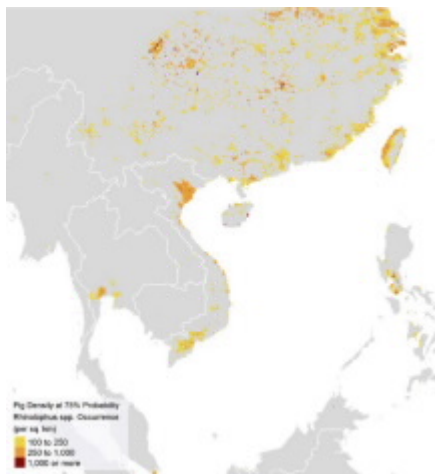 Pig Density at 75% Probability
Rhinolophus spp. Occurrence
(per sq. km)
100 to 250
250 to 1,000
1,000 or more